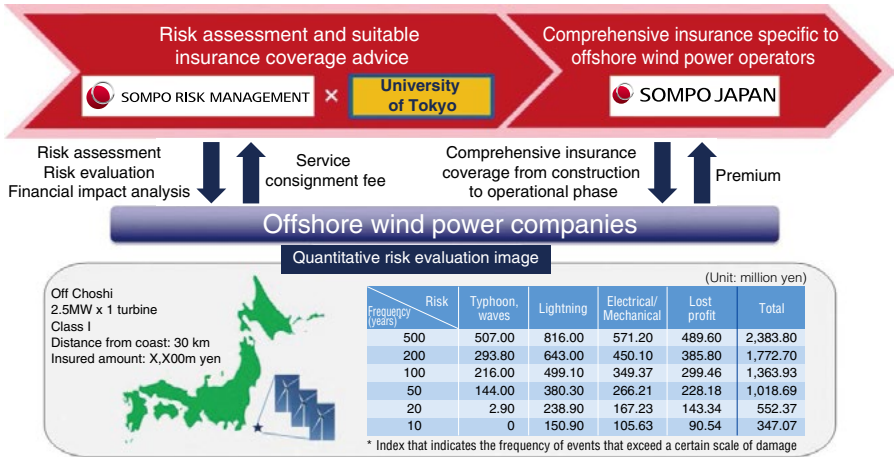 Risk assessment and suitable
insurance coverage advice
SOMPO RISK MANAGEMENT × University
of Tokyo
Comprehensive insurance specific to
offshore wind power operators
SOMPO JAPAN
Risk assessment
Risk evaluation
Financial impact analysis
Service
consignment fee
Comprehensive insurance
coverage from construction
to operational phase
Premium
Offshore wind power companies
Quantitative risk evaluation image
Off Choshi
2.5MW x 1 turbine
Class I
Distance from coast: 30 km
Insured amount: X,X00m yen
(Unit: million yen)
Risk
Frequency
(years)
Typhoon,
waves
Lightning
Electrical/
Mechanical
Lost
profit
Total
500 507.00 816.00 571.20 489.60 2,383.80
200 293.80 643.00 450.10 385.80 1,772.70
100 216.00 499.10 349.37 299.46 1,363.93
50 144.00 380.30 266.21 228.18 1,018.69
20 2.90 238.90 167.23 143.34 552.37
10 0 150.90 105.63 90.54 347.07
* Index that indicates the frequency of events that exceed a certain scale of damage